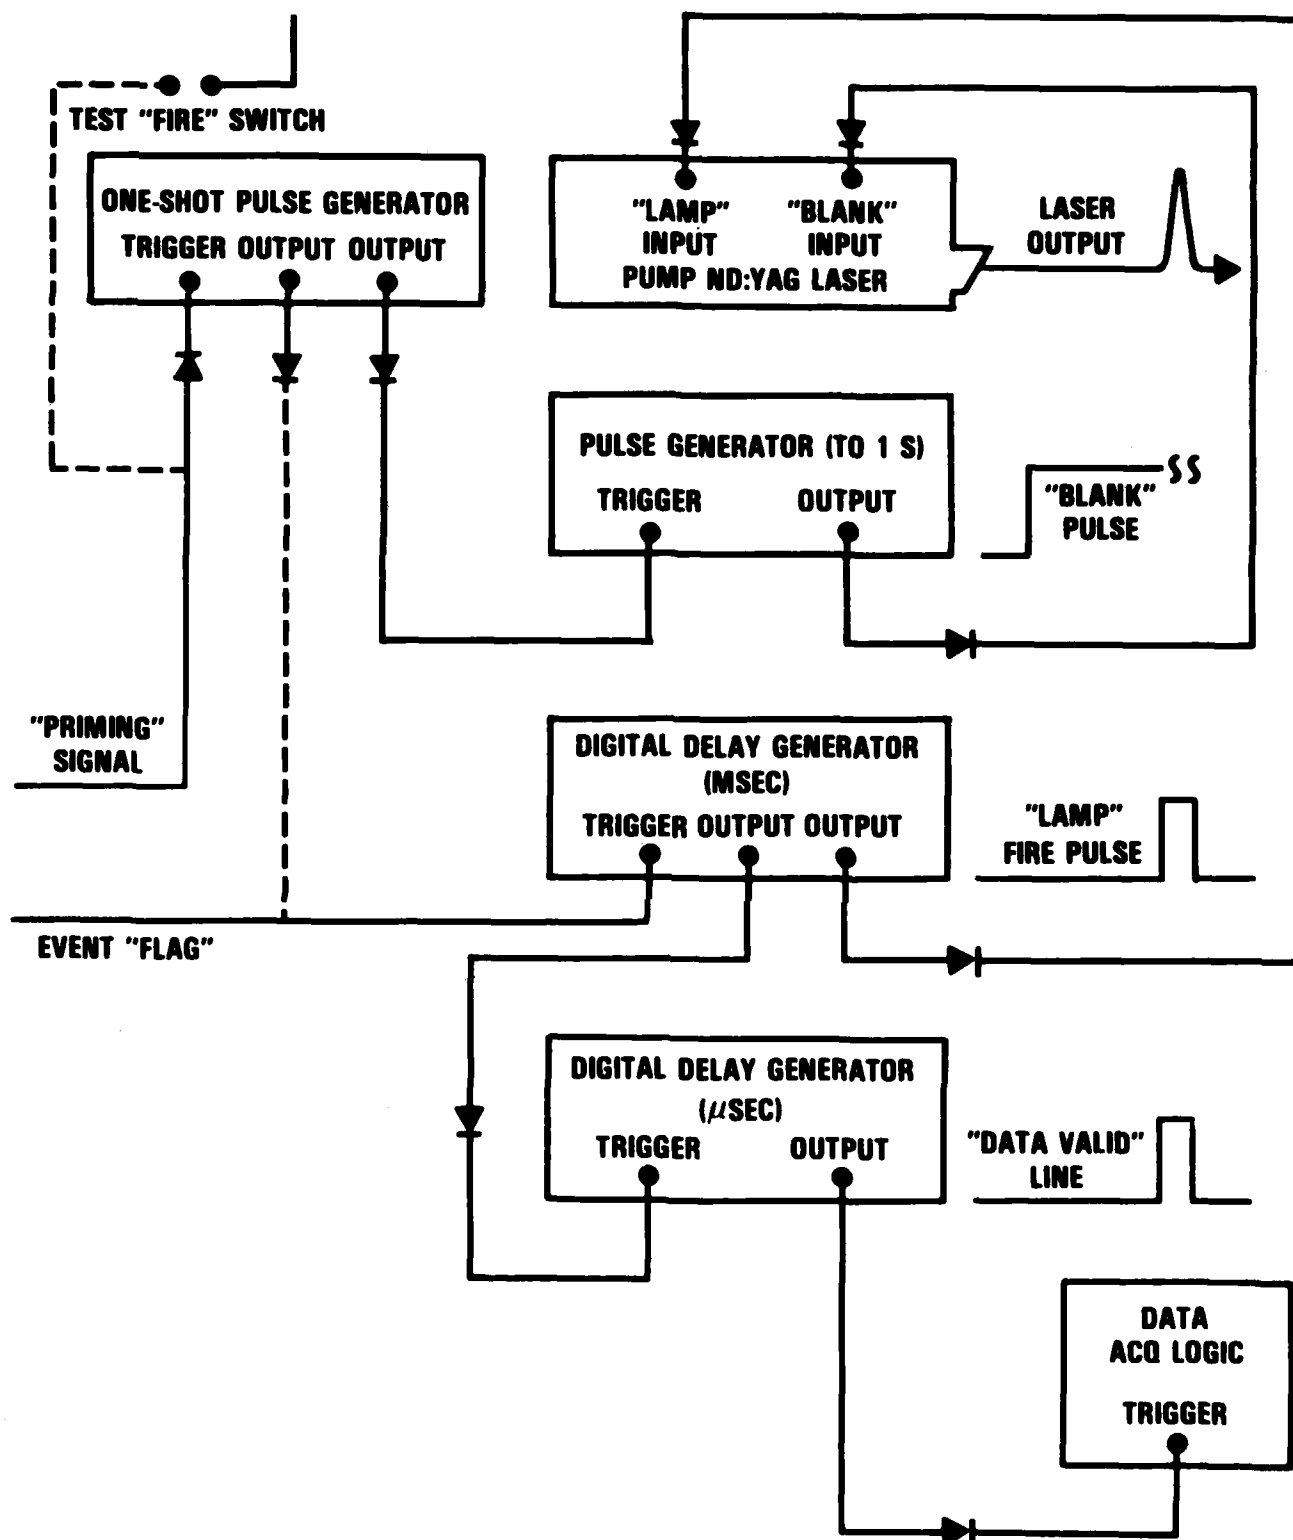 TEST "FIRE" SWITCH
ONE-SHOT PULSE GENERATOR
TRIGGER OUTPUT OUTPUT
"LAMP"
INPUT
"BLANK"
INPUT
PUMP ND:YAG LASER
LASER
OUTPUT
PULSE GENERATOR (TO 1 S)
TRIGGER
OUTPUT
"BLANK"
PULSE
"PRIMING"
SIGNAL
DIGITAL DELAY GENERATOR
(MSEC)
TRIGGER OUTPUT OUTPUT
"LAMP"
FIRE PULSE
EVENT "FLAG"
DIGITAL DELAY GENERATOR
(µSEC)
TRIGGER
OUTPUT
"DATA VALID"
LINE
DATA
ACQ LOGIC
TRIGGER